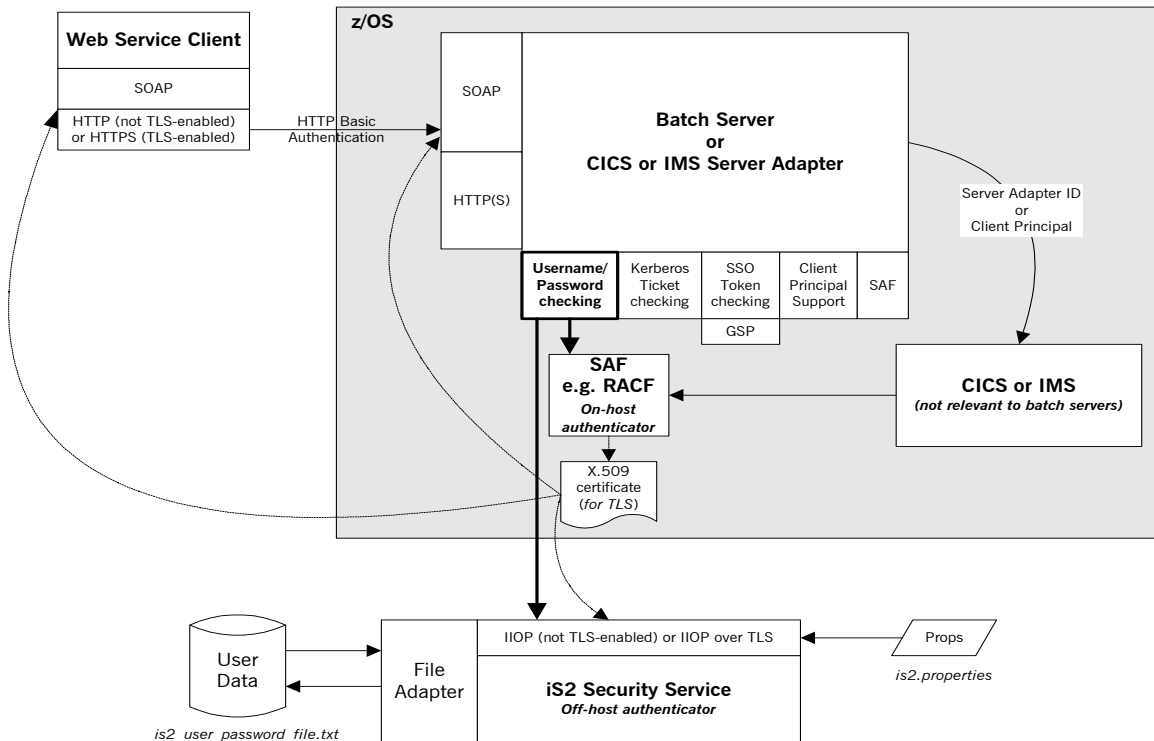 z/OS
Web Service Client
SOAP
HTTP (not TLS-enabled)
or HTTPS (TLS-enabled)
HTTP Basic
Authentication
SOAP
HTTP(S)
Batch Server
or
CICS or IMS Server Adapter
Server Adapter ID
or
Client Principal
Username/
Password
checking
Kerberos
Ticket
checking
SSO
Token
checking
Client
Principal
Support
SAF
GSP
SAF
e.g. RACF
On-host
authenticator
CICS or IMS
(not relevant to batch servers)
X.509
certificate
(for TLS)
User
Data
is2_user_password_file.txt
File
Adapter
IIOP (not TLS-enabled) or IIOP over TLS
iS2 Security Service
Off-host authenticator
Props
is2.properties